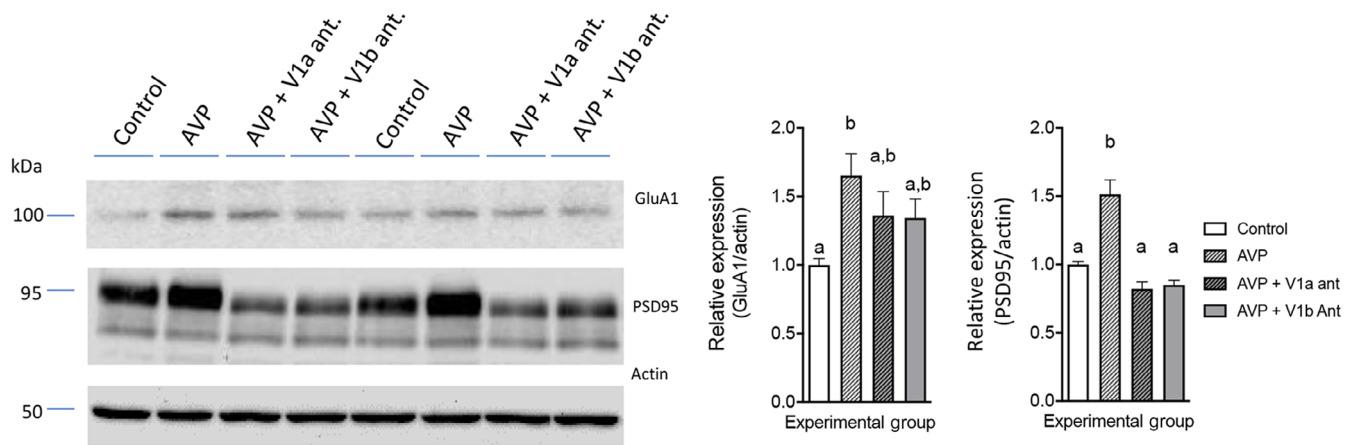 Control
AVP
AVP + V1a ant.
AVP + V1b ant.
Control
AVP
AVP + V1a ant.
AVP + V1b ant.
kDa
100
GluA1
95
PSD95
Actin
50
Relative expression
(GluA1/actin)
2.0
1.5
1.0
0.5
0.0
a
b
a,b
a,b
Experimental group
Relative expression
(PSD95/actin)
2.0
1.5
1.0
0.5
0.0
a
b
a
a
Experimental group
Control
AVP
AVP + V1a ant
AVP + V1b Ant